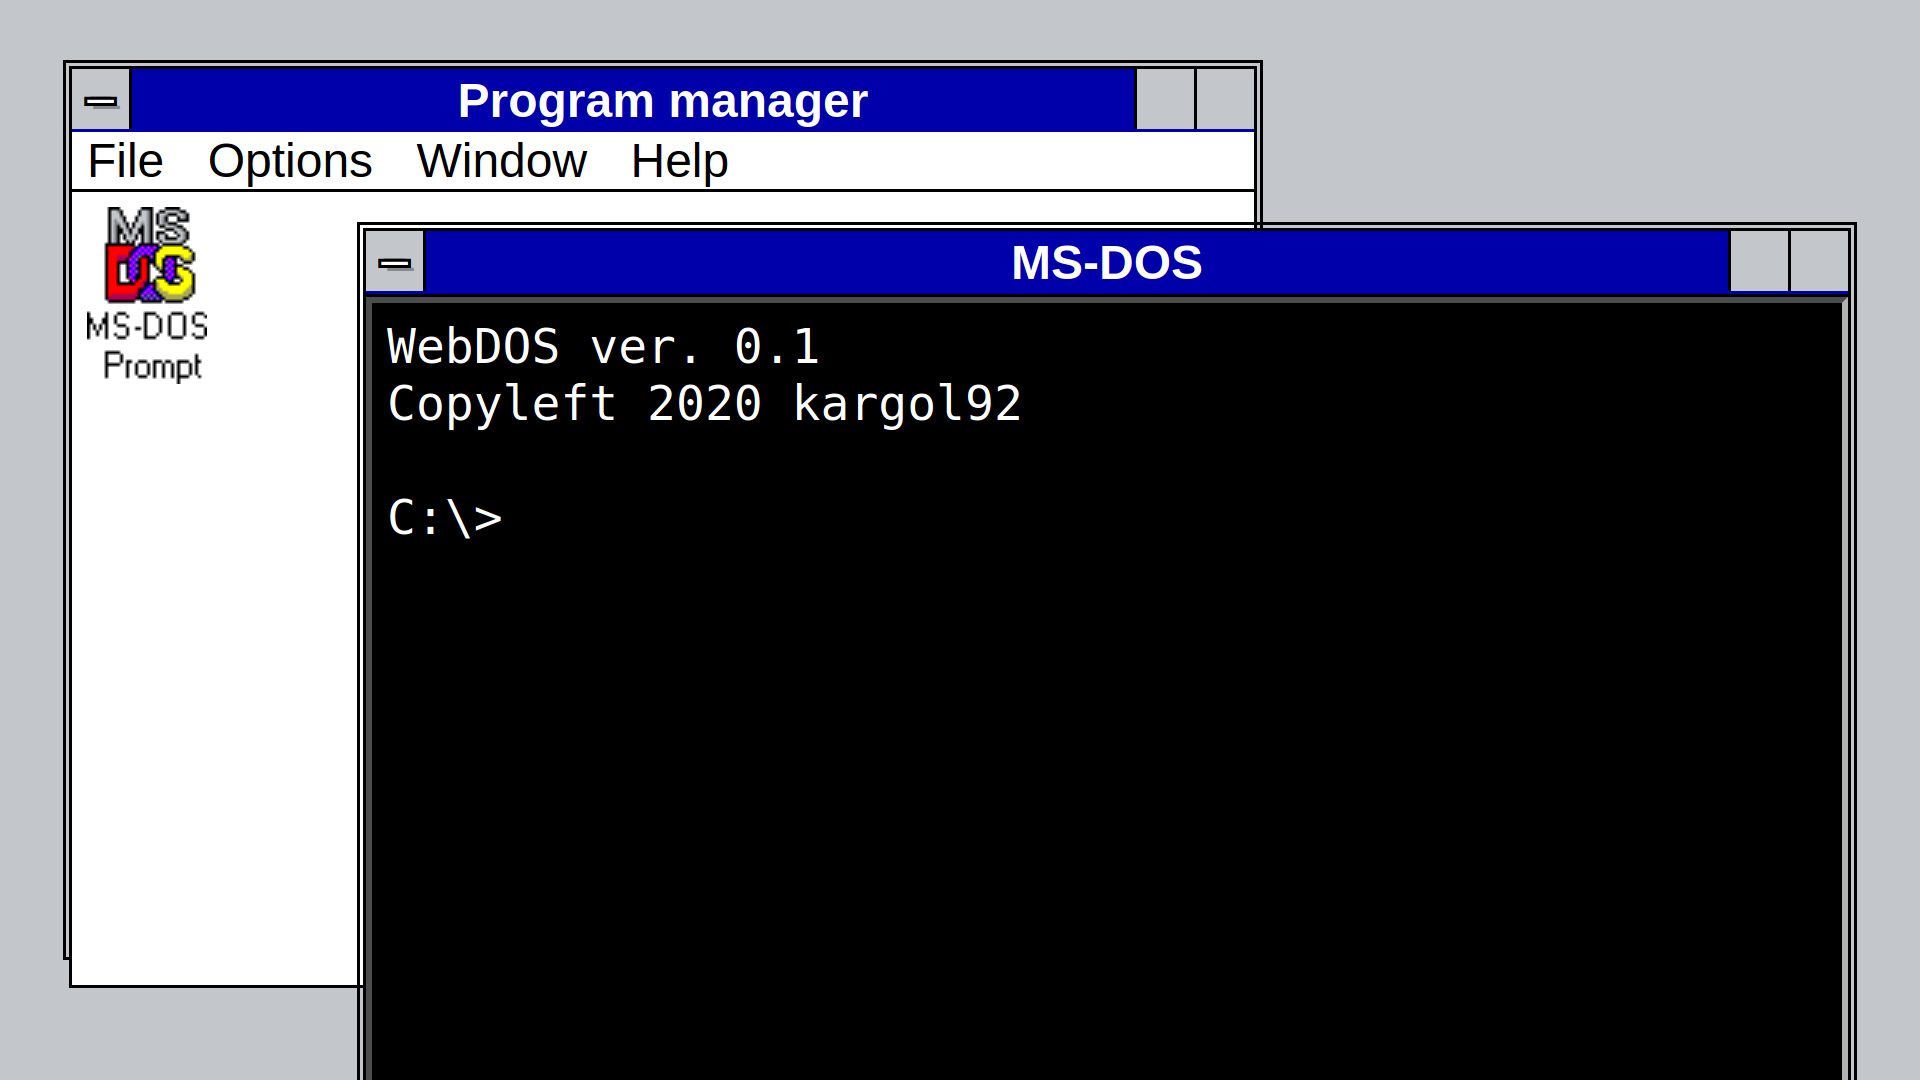 Program manager
File Options Window Help
MS
DOS
MS-DOS
Prompt
MS-DOS
WebDOS ver. 0.1
Copyleft 2020 kargol92
C:\>